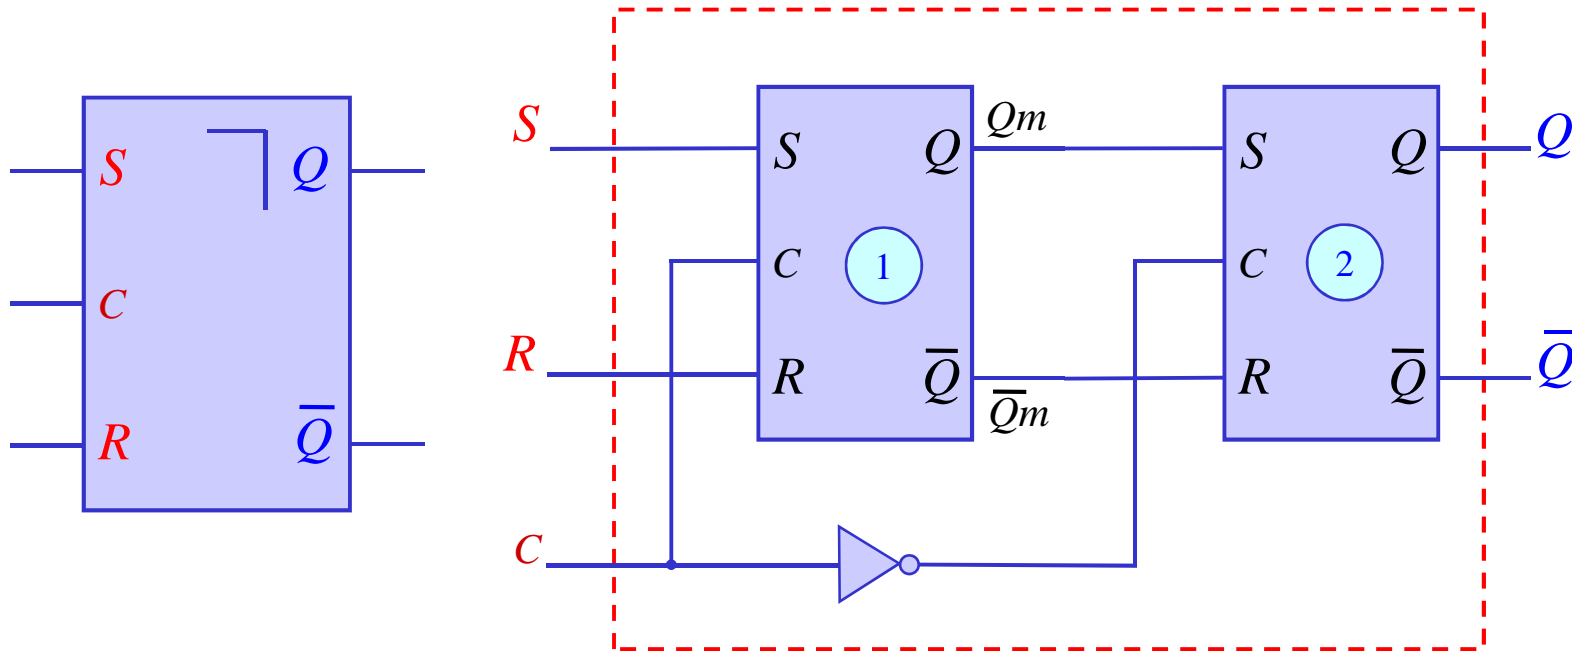 S Q
C
R Q̅
S S Q Qm S Q Q
C 1 C 2
R R Q̅ Q̅m R Q̅ Q̅
C